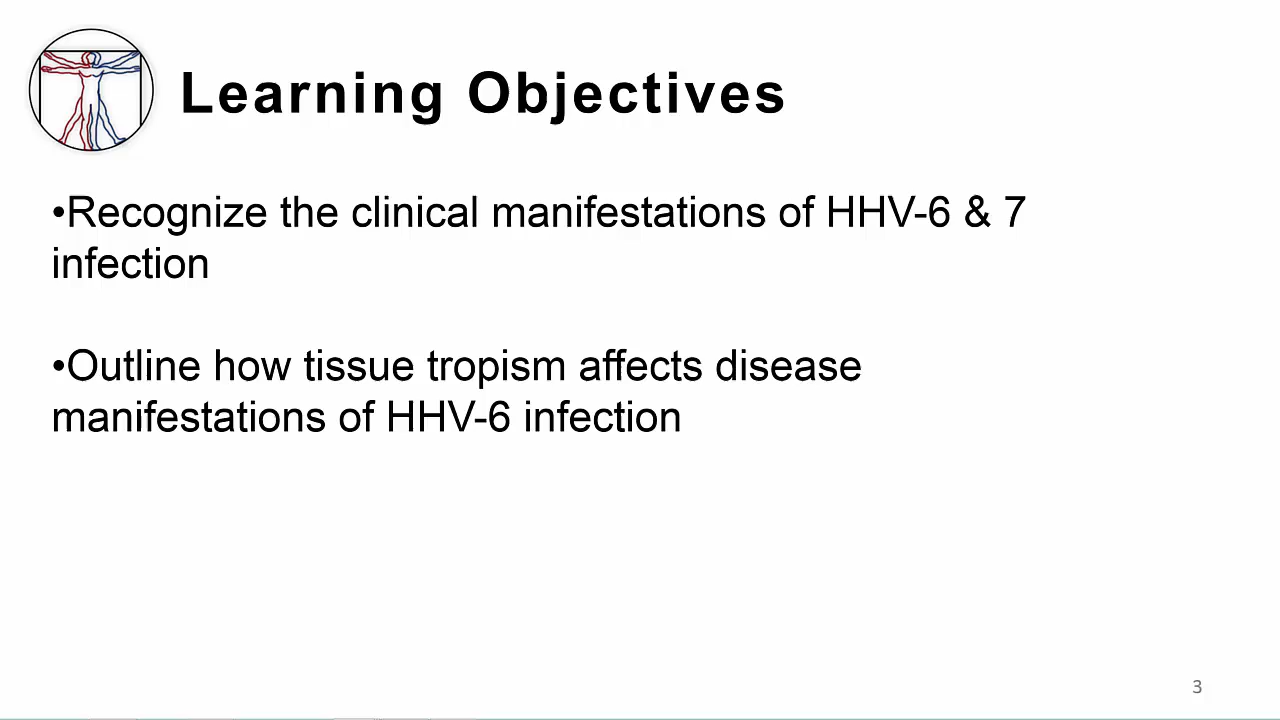 Learning Objectives
•Recognize the clinical manifestations of HHV-6 & 7
infection
•Outline how tissue tropism affects disease
manifestations of HHV-6 infection
3